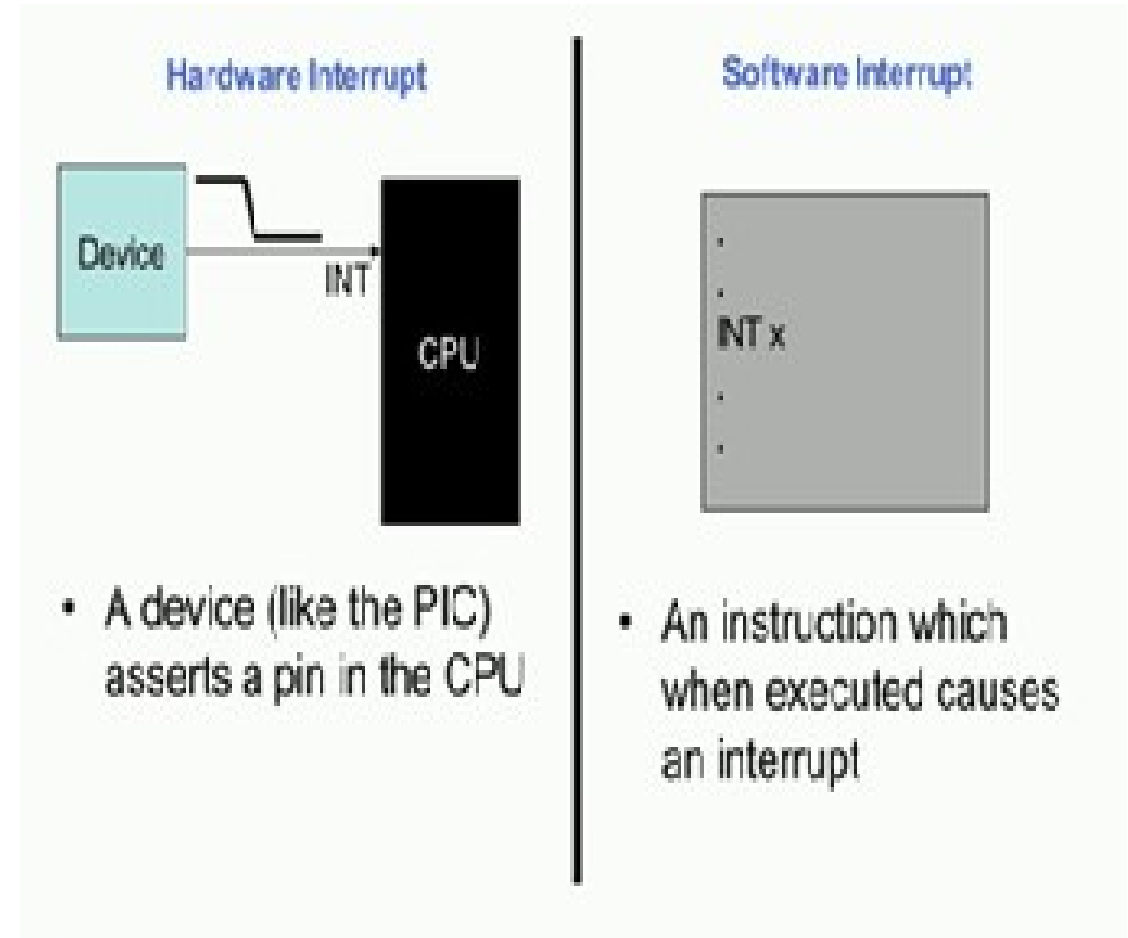 Hardware Interrupt
Device
INT
CPU
• A device (like the PIC)
asserts a pin in the CPU
Software Interrupt
.
.
INT x
.
.
• An instruction which
when executed causes
an interrupt